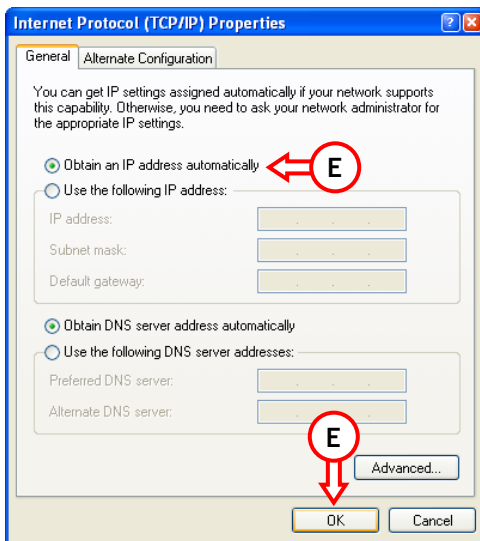 Internet Protocol (TCP/IP) Properties
General
Alternate Configuration
You can get IP settings assigned automatically if your network supports
this capability. Otherwise, you need to ask your network administrator for
the appropriate IP settings.
Obtain an IP address automatically
E
Use the following IP address:
IP address:
Subnet mask:
Default gateway:
Obtain DNS server address automatically
Use the following DNS server addresses:
Preferred DNS server:
Alternate DNS server:
E
Advanced...
OK
Cancel